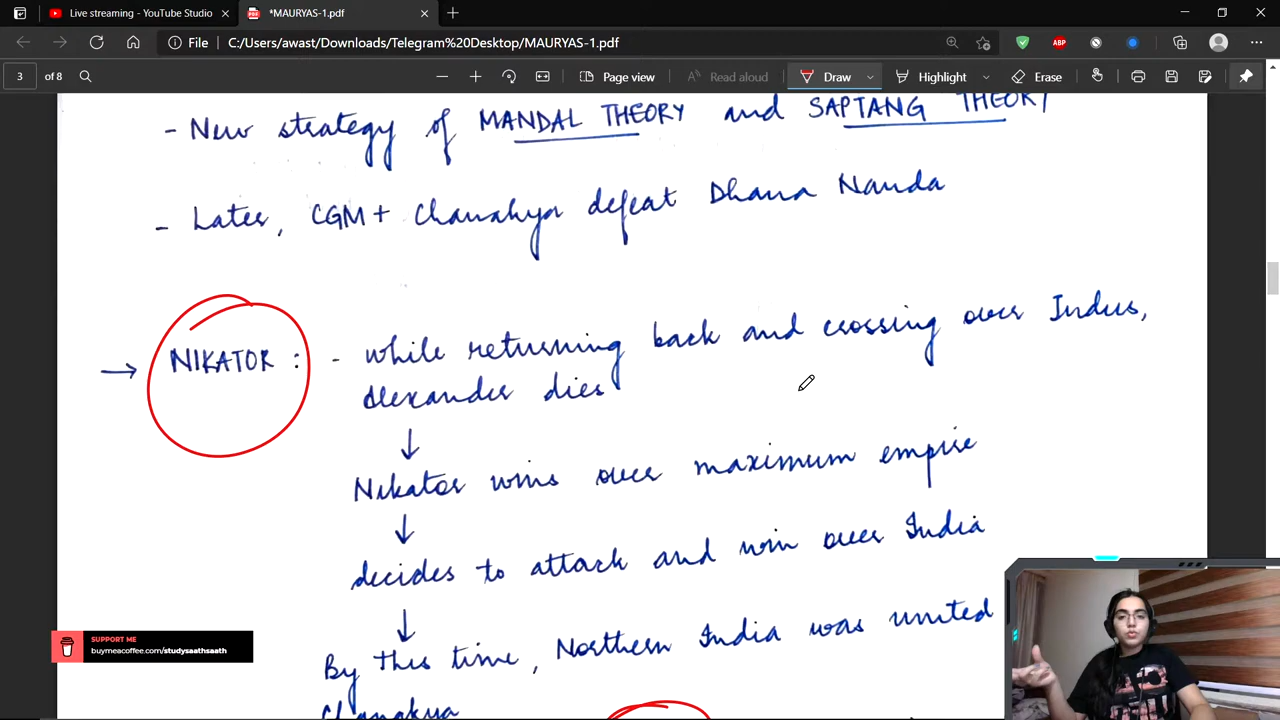 Live streaming - YouTube Studio
*MAURYAS-1.pdf
File C:/Users/awast/Downloads/Telegram%20Desktop/MAURYAS-1.pdf
ABP
3 of 8
Page view
Read aloud
Draw
Highlight
Erase
- New strategy of MANDAL THEORY and SAPTANG THEORY
- Later, CGM + Chanakya defeat Dhana Nanda
→ NIKATOR : - while returning back and crossing over Indus,
Alexander dies
↓
Nikator wins over maximum empire
↓
decides to attack and win over India
↓
By this time, Northern India was united
Chanakya
SUPPORT ME
buymeacoffee.com/studysaathsaath